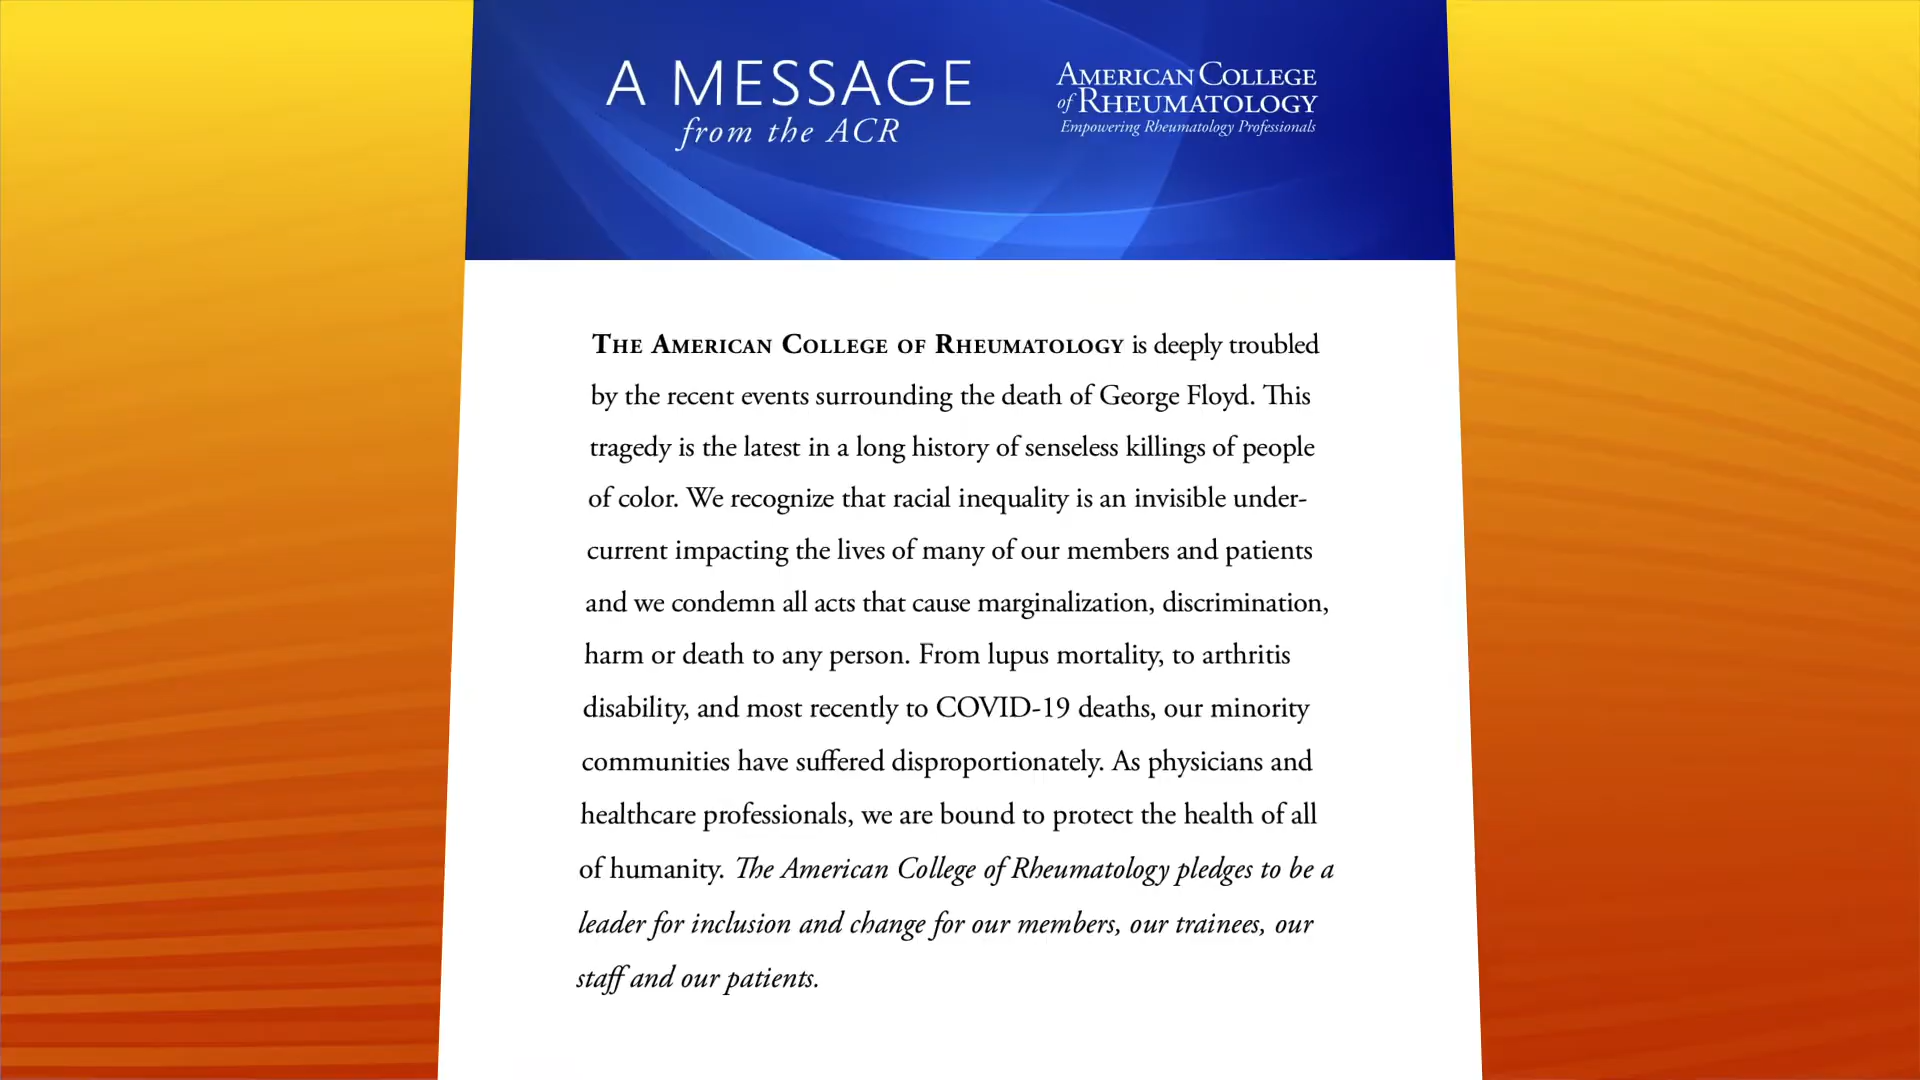 A MESSAGE
from the ACR
AMERICAN COLLEGE
of RHEUMATOLOGY
Empowering Rheumatology Professionals
THE AMERICAN COLLEGE OF RHEUMATOLOGY is deeply troubled
by the recent events surrounding the death of George Floyd. This
tragedy is the latest in a long history of senseless killings of people
of color. We recognize that racial inequality is an invisible under-
current impacting the lives of many of our members and patients
and we condemn all acts that cause marginalization, discrimination,
harm or death to any person. From lupus mortality, to arthritis
disability, and most recently to COVID-19 deaths, our minority
communities have suffered disproportionately. As physicians and
healthcare professionals, we are bound to protect the health of all
of humanity. The American College of Rheumatology pledges to be a
leader for inclusion and change for our members, our trainees, our
staff and our patients.